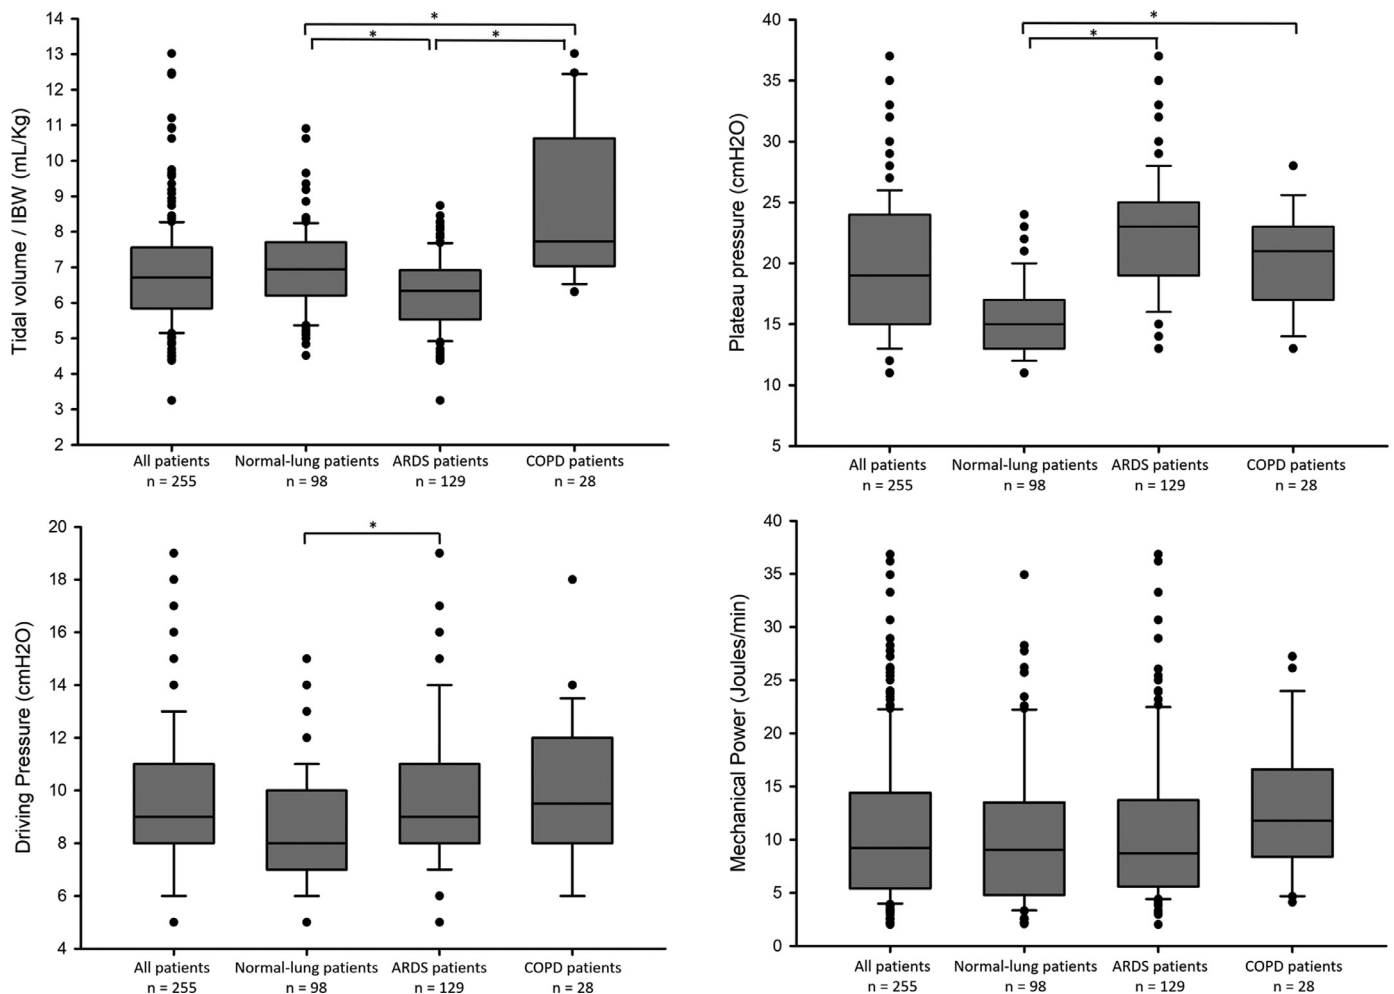 Tidal volume / IBW (mL/Kg)
14
13
12
11
10
9
8
7
6
5
4
3
2
*
*
*
All patients
n = 255
Normal-lung patients
n = 98
ARDS patients
n = 129
COPD patients
n = 28
Plateau pressure (cmH2O)
40
35
30
25
20
15
10
5
*
*
All patients
n = 255
Normal-lung patients
n = 98
ARDS patients
n = 129
COPD patients
n = 28
Driving Pressure (cmH2O)
20
18
16
14
12
10
8
6
4
*
All patients
n = 255
Normal-lung patients
n = 98
ARDS patients
n = 129
COPD patients
n = 28
Mechanical Power (Joules/min)
40
35
30
25
20
15
10
5
0
All patients
n = 255
Normal-lung patients
n = 98
ARDS patients
n = 129
COPD patients
n = 28